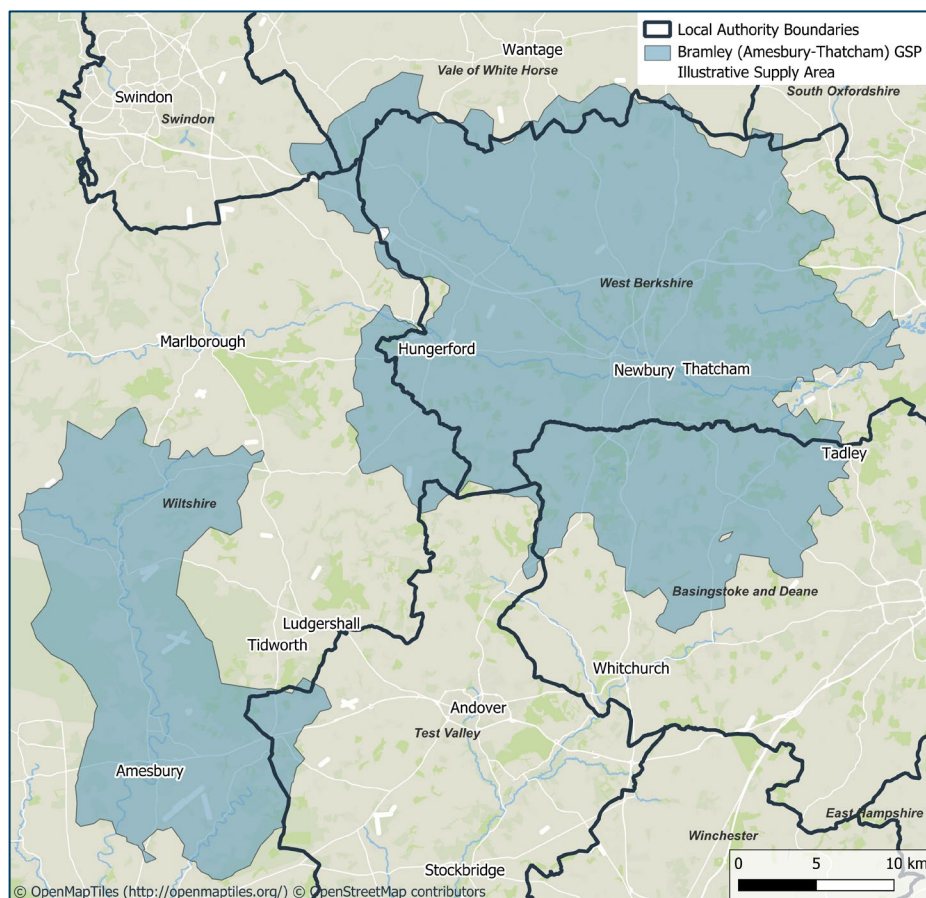 Local Authority Boundaries
Bramley (Amesbury-Thatcham) GSP
Illustrative Supply Area
Wantage
Vale of White Horse
South Oxfordshire
Swindon
Swindon
West Berkshire
Marlborough
Hungerford
Newbury
Thatcham
Tadley
Wiltshire
Basingstoke and Deane
Ludgershall
Tidworth
Whitchurch
Andover
Test Valley
Amesbury
East Hampshire
Winchester
Stockbridge
0 5 10 km
© OpenMapTiles (http://openmaptiles.org/) © OpenStreetMap contributors